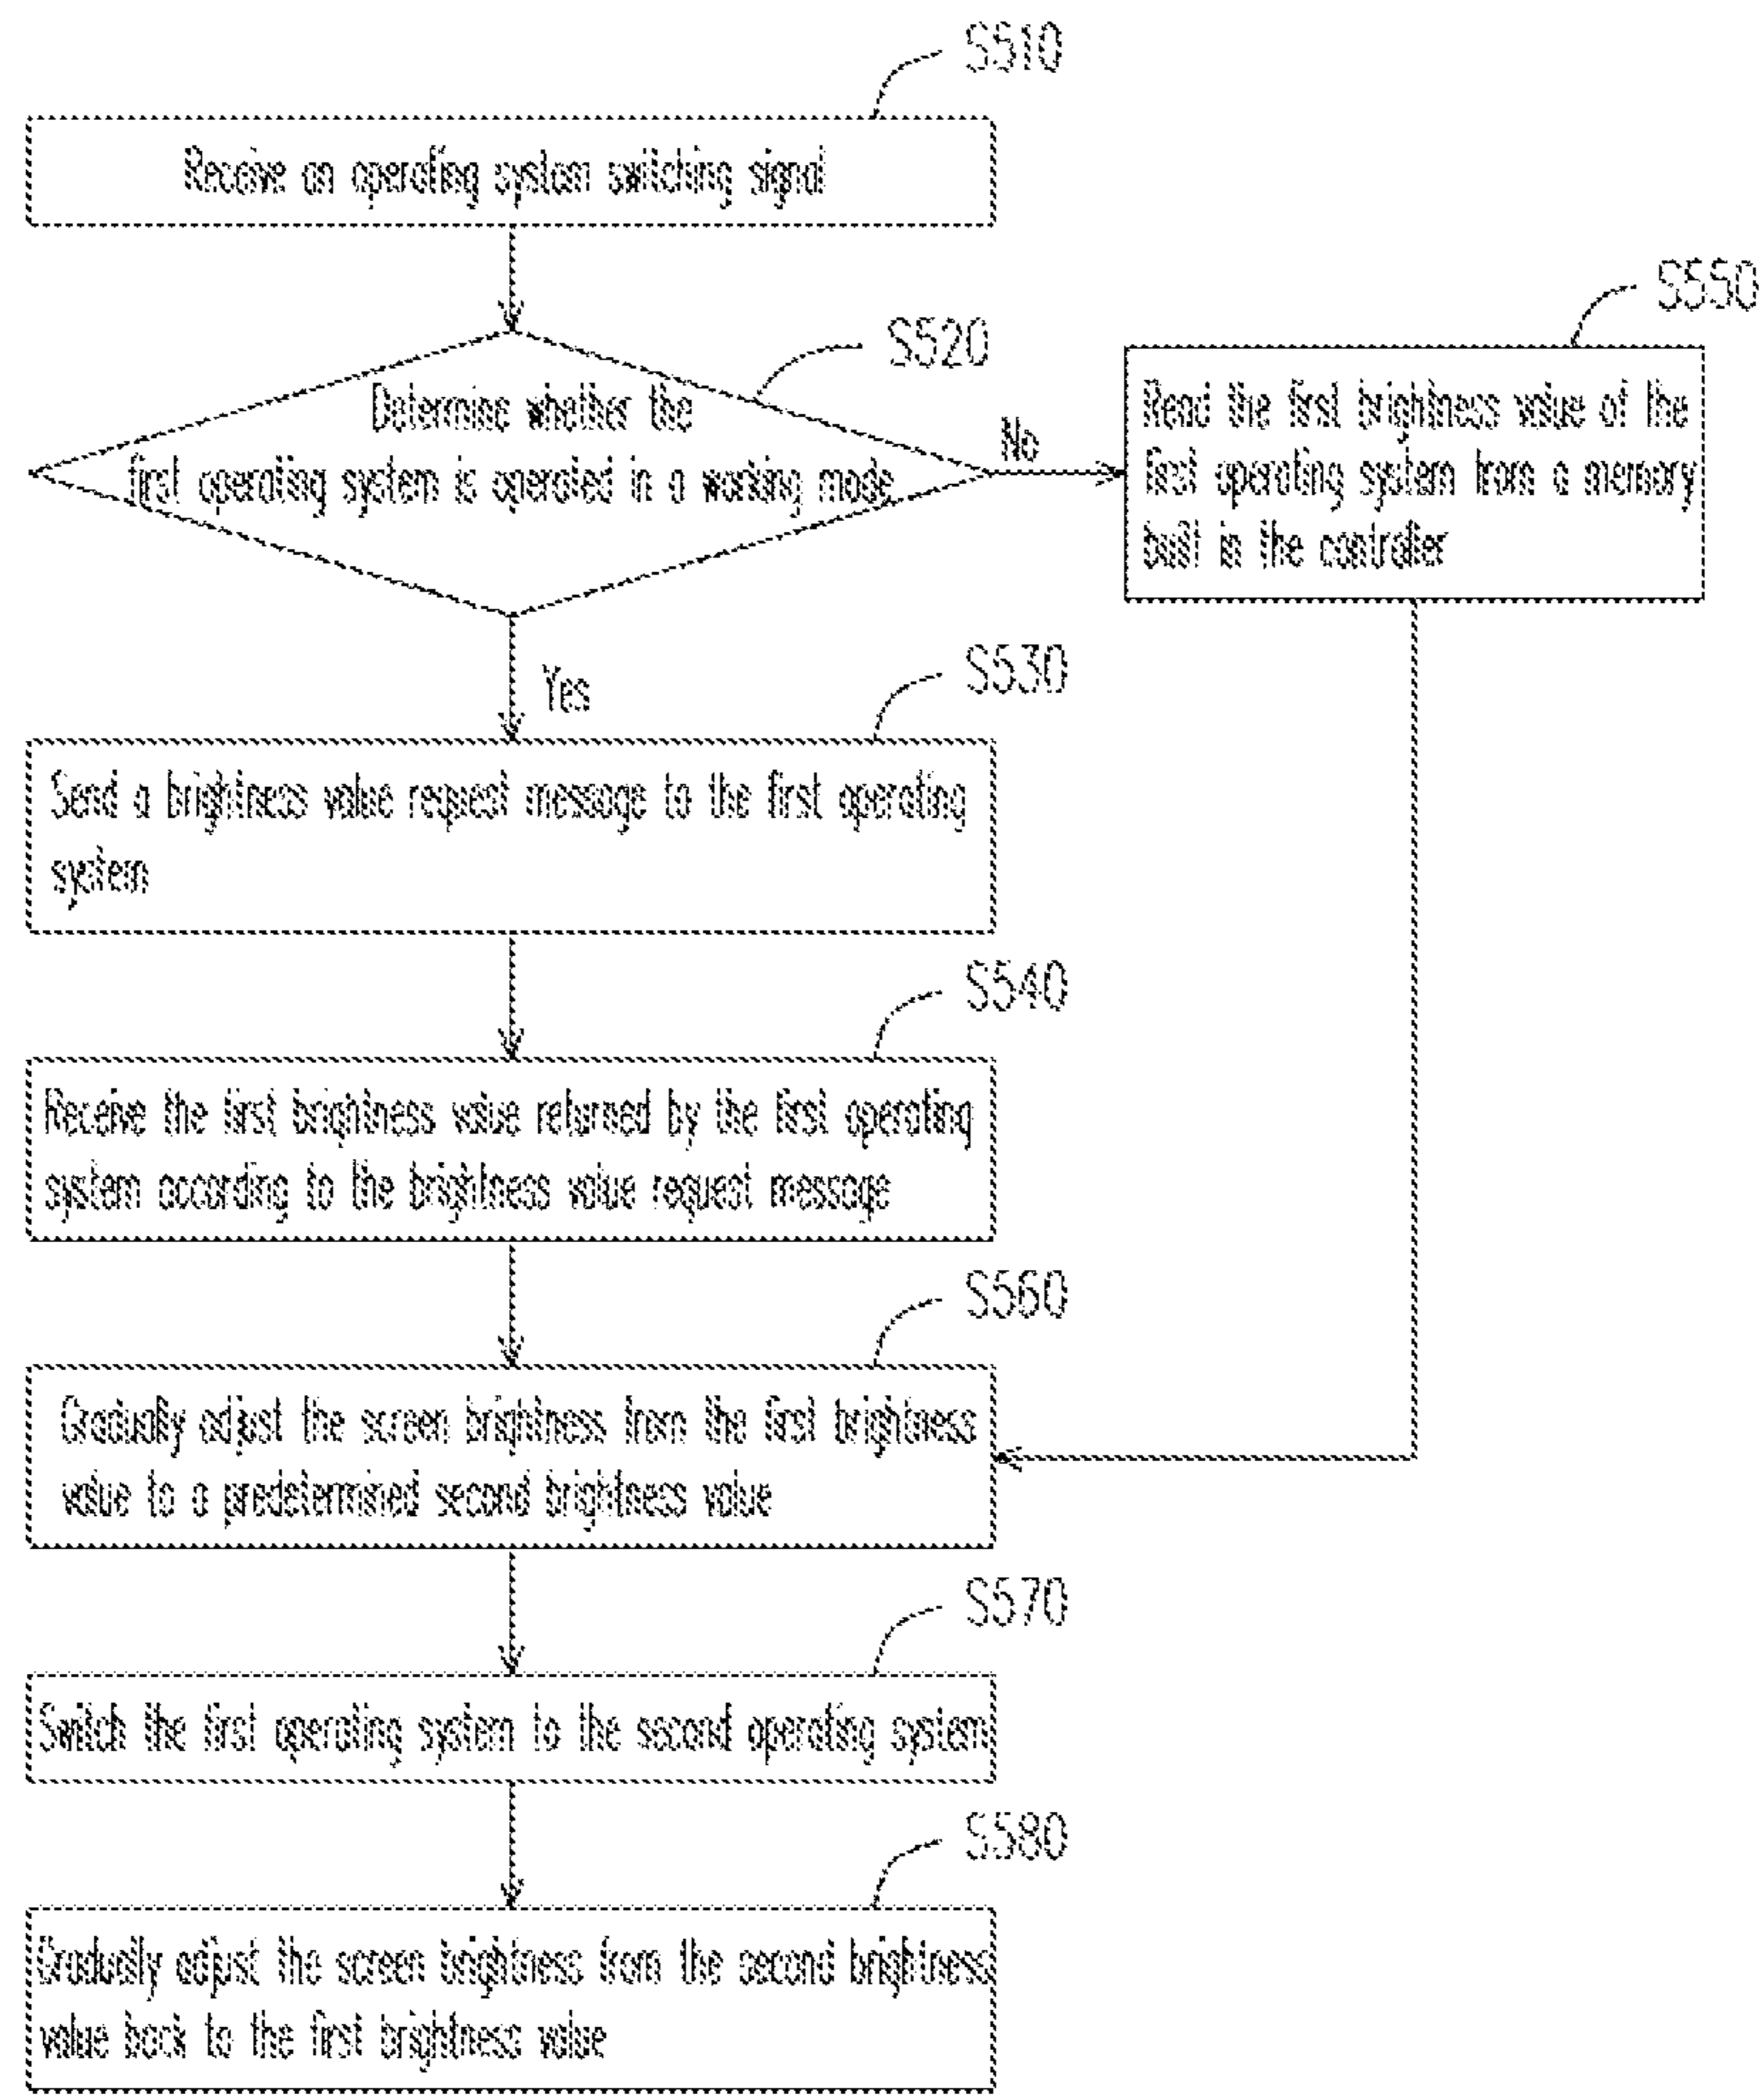 S510
Receive an operating system switching signal
S520
Determine whether the
first operating system is operated in a working mode
No
S550
Read the first brightness value of the
first operating system from a memory
built in the controller
Yes
S530
Send a brightness value request message to the first operating
system
S540
Receive the first brightness value returned by the first operating
system according to the brightness value request message
S560
Gradually adjust the screen brightness from the first brightness
value to a predetermined second brightness value
S570
Switch the first operating system to the second operating system
S580
Gradually adjust the screen brightness from the second brightness
value back to the first brightness value